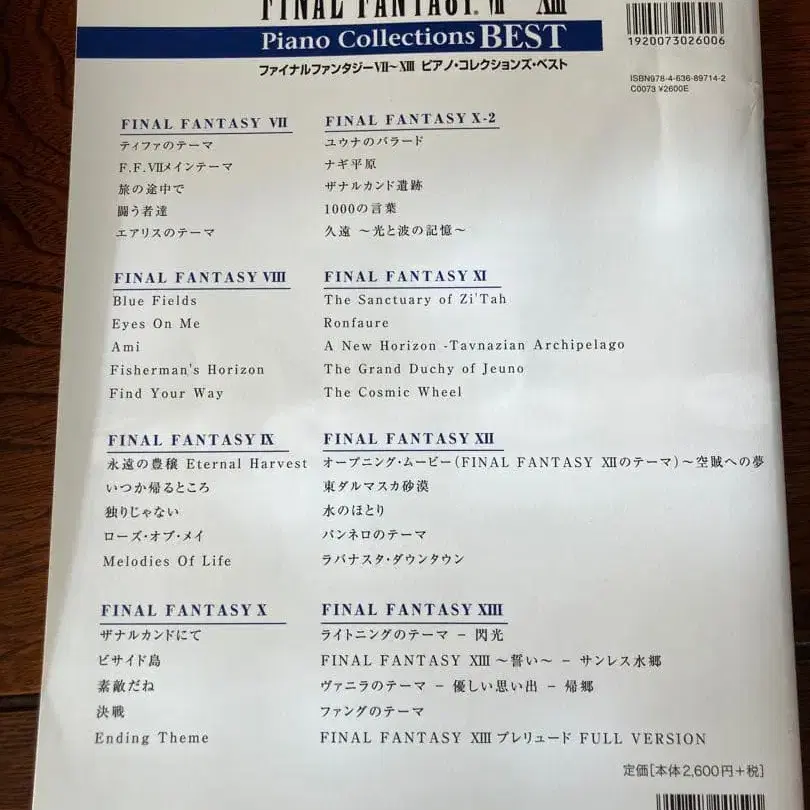 FINAL FANTASY® VII XIII
Piano Collections BEST
ファイナルファンタジーVII〜XIII ピアノ・コレクションズ・ベスト
1920073026006
ISBN978-4-636-89714-2
C0073 ¥2600E
FINAL FANTASY VII
ティファのテーマ
F.F.VIIメインテーマ
旅の途中で
闘う者達
エアリスのテーマ
FINAL FANTASY X-2
ユウナのバラード
ナギ平原
ザナルカンド遺跡
1000の言葉
久遠 〜光と波の記憶〜
FINAL FANTASY VIII
Blue Fields
Eyes On Me
Ami
Fisherman's Horizon
Find Your Way
FINAL FANTASY XI
The Sanctuary of Zi'Tah
Ronfaure
A New Horizon -Tavnazian Archipelago
The Grand Duchy of Jeuno
The Cosmic Wheel
FINAL FANTASY IX
永遠の豊穣 Eternal Harvest
いつか帰るところ
独りじゃない
ローズ・オブ・メイ
Melodies Of Life
FINAL FANTASY XII
オープニング・ムービー(FINAL FANTASY XIIのテーマ)〜空賊への夢
東ダルマスカ砂漠
水のほとり
パンネロのテーマ
ラバナスタ・ダウンタウン
FINAL FANTASY X
ザナルカンドにて
ビサイド島
素敵だね
決戦
Ending Theme
FINAL FANTASY XIII
ライトニングのテーマ − 閃光
FINAL FANTASY XIII 〜誓い〜 − サンレス水郷
ヴァニラのテーマ − 優しい思い出 − 帰郷
ファングのテーマ
FINAL FANTASY XIII プレリュード FULL VERSION
定価[本体2,600円+税]